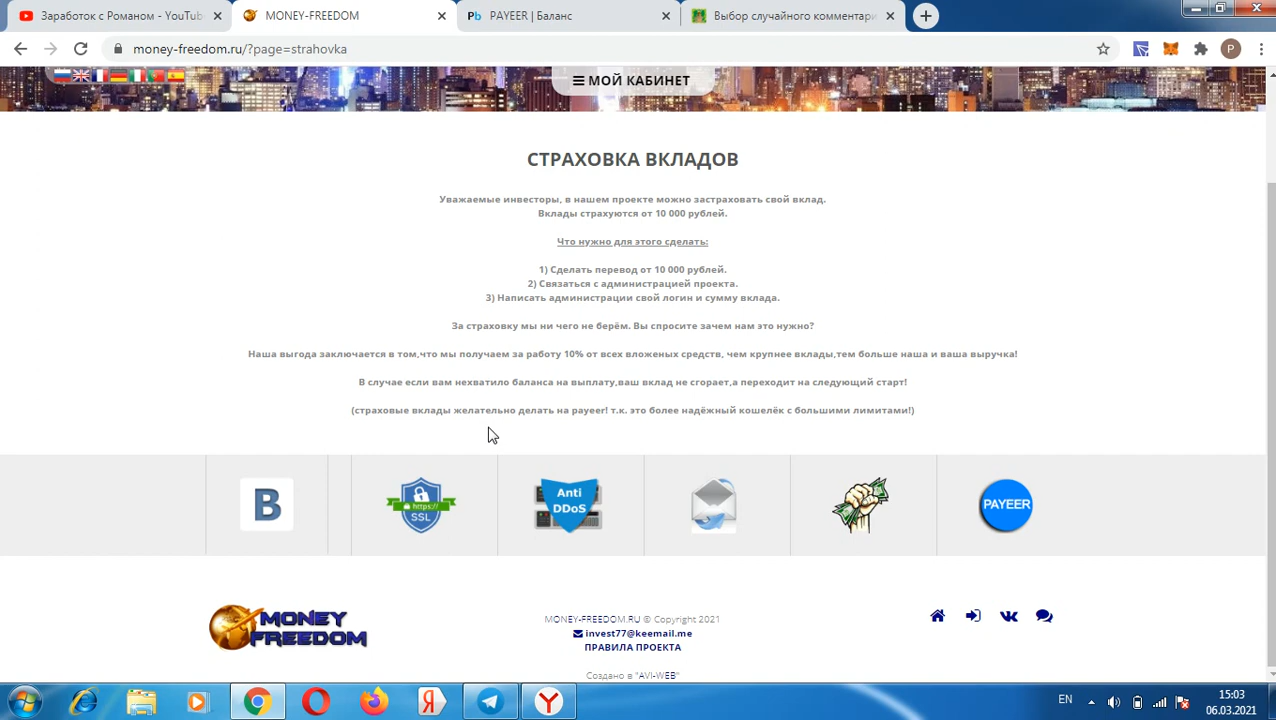 Заработок с Романом - YouTub
MONEY-FREEDOM
Pb PAYEER | Баланс
Выбор случайного комментари
money-freedom.ru/?page=strahovka
P
МОЙ КАБИНЕТ
СТРАХОВКА ВКЛАДОВ
Уважаемые инвесторы, в нашем проекте можно застраховать свой вклад.
Вклады страхуются от 10 000 рублей.
Что нужно для этого сделать:
1) Сделать перевод от 10 000 рублей.
2) Связаться с администрацией проекта.
3) Написать администрации свой логин и сумму вклада.
За страховку мы ни чего не берём. Вы спросите зачем нам это нужно?
Наша выгода заключается в том,что мы получаем за работу 10% от всех вложеных средств, чем крупнее вклады,тем больше наша и ваша выручка!
В случае если вам нехватило баланса на выплату,ваш вклад не сгорает,а переходит на следующий старт!
(страховые вклады желательно делать на payeer! т.к. это более надёжный кошелёк с большими лимитами!)
B
https://
SSL
Anti
DDoS
PAYEER
MONEY
FREEDOM
MONEY-FREEDOM.RU © Copyright 2021
invest77@keemail.me
ПРАВИЛА ПРОЕКТА
Создано в "AVI-WEB"
EN
15:03
06.03.2021